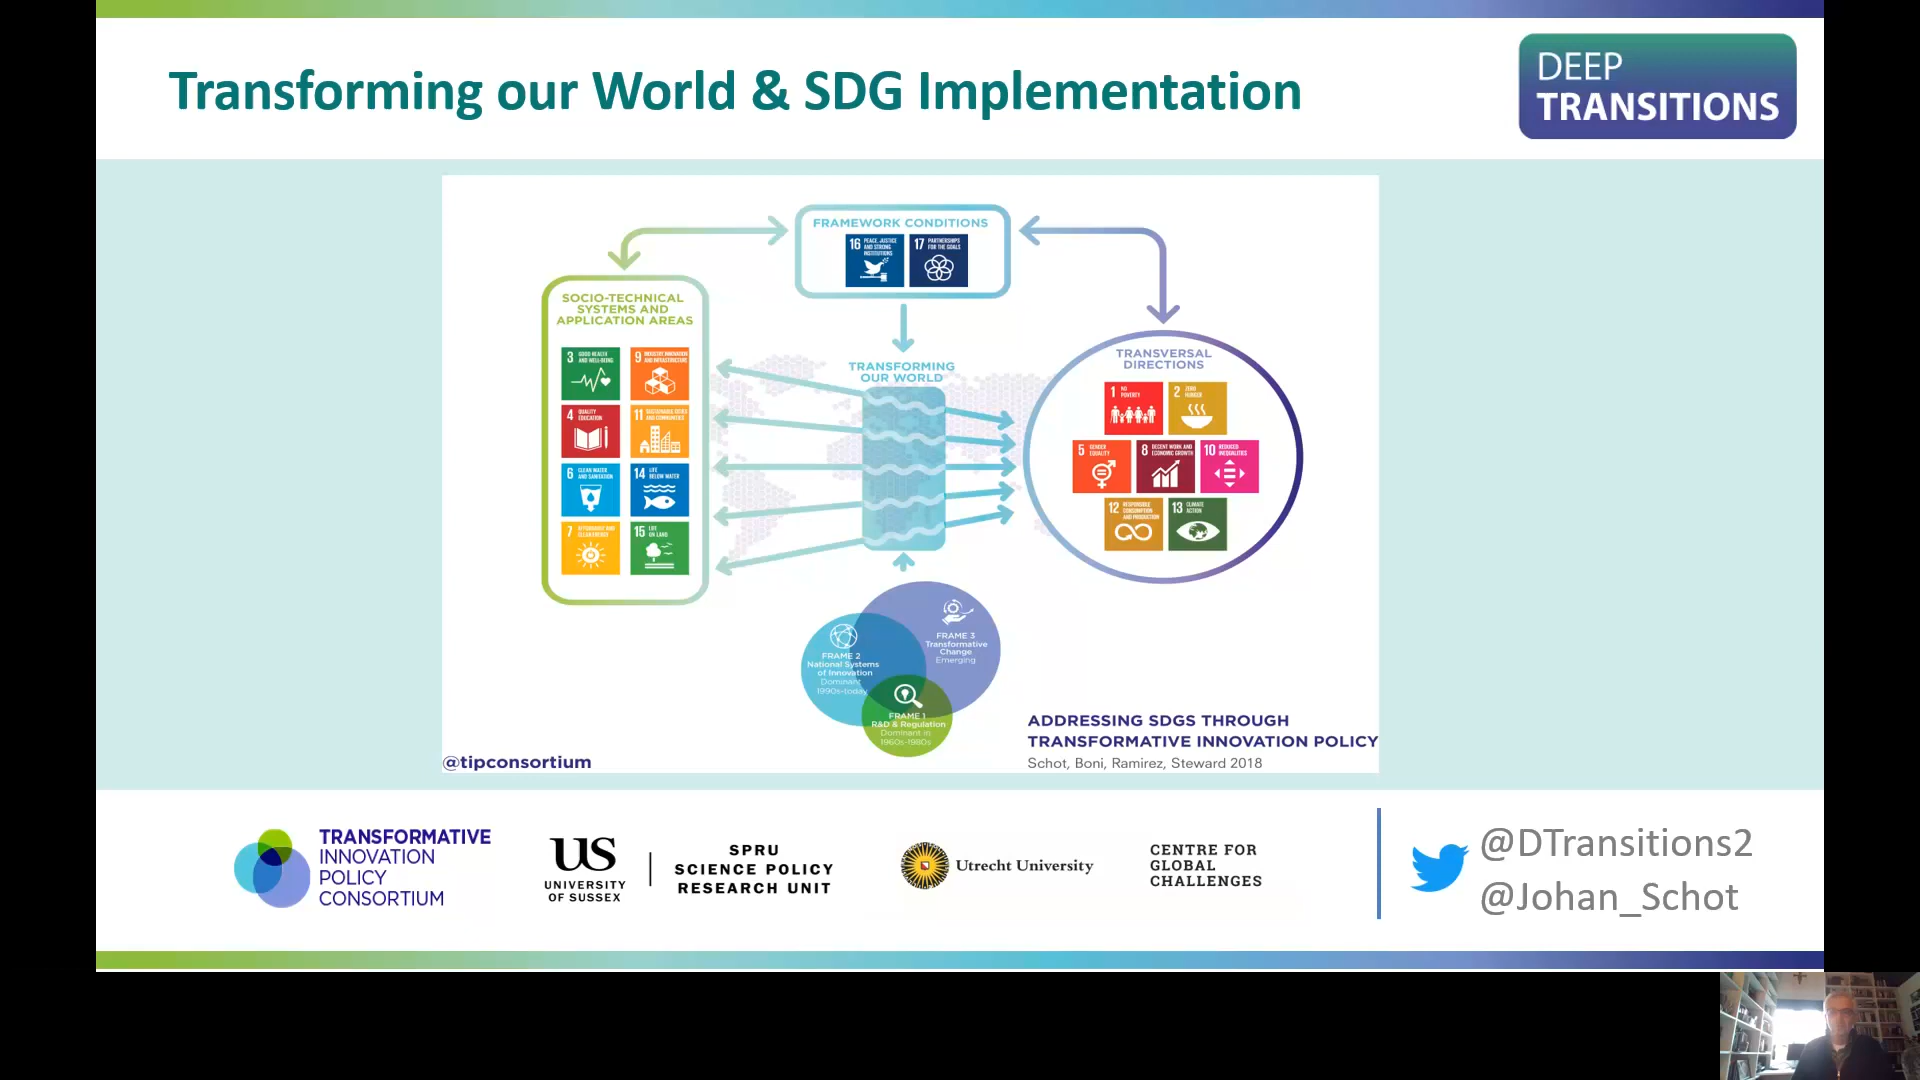 Transforming our World & SDG Implementation
DEEP
TRANSITIONS
FRAMEWORK CONDITIONS
16 PEACE, JUSTICE
AND STRONG
INSTITUTIONS
17 PARTNERSHIPS
FOR THE GOALS
SOCIO-TECHNICAL
SYSTEMS AND
APPLICATION AREAS
3 GOOD HEALTH
AND WELL-BEING
9 INDUSTRY, INNOVATION
AND INFRASTRUCTURE
4 QUALITY
EDUCATION
11 SUSTAINABLE CITIES
AND COMMUNITIES
6 CLEAN WATER
AND SANITATION
14 LIFE
BELOW WATER
7 AFFORDABLE AND
CLEAN ENERGY
15 LIFE
ON LAND
TRANSFORMING
OUR WORLD
TRANSVERSAL
DIRECTIONS
1 NO
POVERTY
2 ZERO
HUNGER
5 GENDER
EQUALITY
8 DECENT WORK AND
ECONOMIC GROWTH
10 REDUCED
INEQUALITIES
12 RESPONSIBLE
CONSUMPTION
AND PRODUCTION
13 CLIMATE
ACTION
FRAME 3
Transformative
Change
Emerging
FRAME 2
National Systems
of Innovation
Dominant
1990s-today
FRAME 1
R&D & Regulation
Dominant in
1960s-1980s
ADDRESSING SDGS THROUGH
TRANSFORMATIVE INNOVATION POLICY
Schot, Boni, Ramirez, Steward 2018
@tipconsortium
TRANSFORMATIVE
INNOVATION
POLICY
CONSORTIUM
US
UNIVERSITY
OF SUSSEX
SPRU
SCIENCE POLICY
RESEARCH UNIT
Utrecht University
CENTRE FOR
GLOBAL
CHALLENGES
@DTransitions2
@Johan_Schot